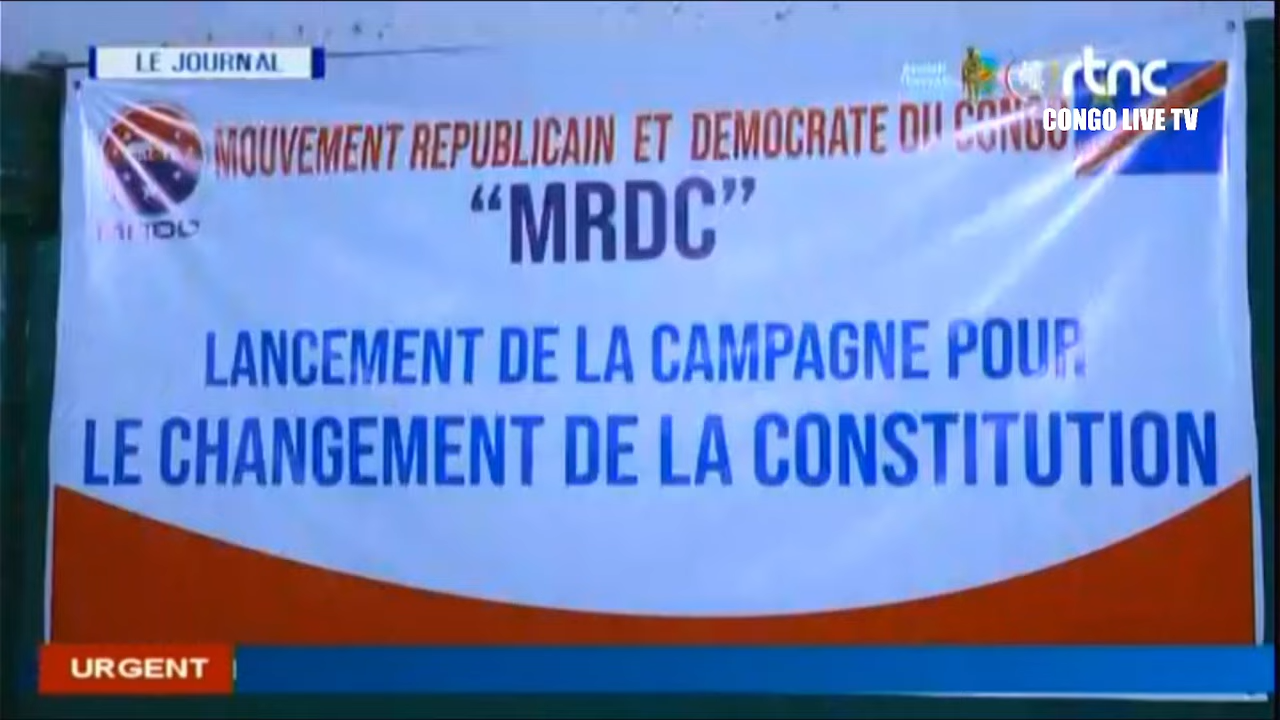 LE JOURNAL
rtnc
CONGO LIVE TV
MOUVEMENT REPUBLICAIN ET DEMOCRATE DU CONGO
“MRDC”
LANCEMENT DE LA CAMPAGNE POUR
LE CHANGEMENT DE LA CONSTITUTION
URGENT